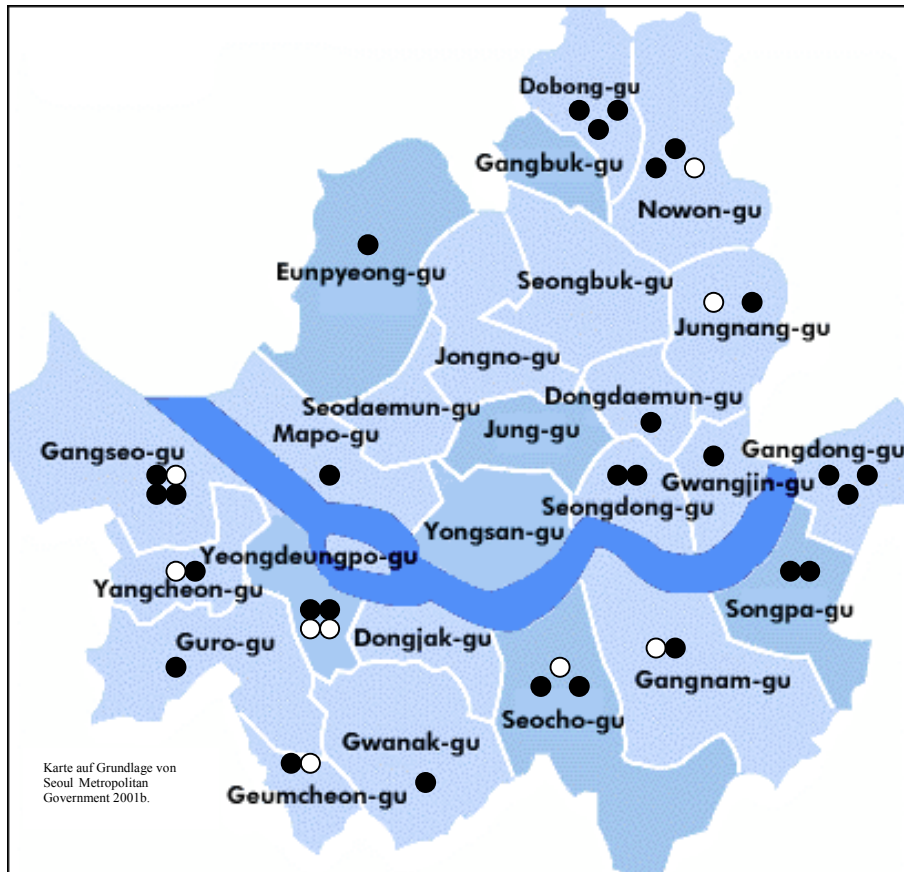 Dobong-gu
Gangbuk-gu
Nowon-gu
Eunpyeong-gu
Seongbuk-gu
Jungnang-gu
Jongno-gu
Dongdaemun-gu
Seodaemun-gu
Mapo-gu
Jung-gu
Gangseo-gu
Gangdong-gu
Gwangjin-gu
Seongdong-gu
Yongsan-gu
Yeongdeungpo-gu
Yangcheon-gu
Songpa-gu
Guro-gu
Dongjak-gu
Gangnam-gu
Seocho-gu
Gwanak-gu
Geumcheon-gu
Karte auf Grundlage von
Seoul Metropolitan
Government 2001b.